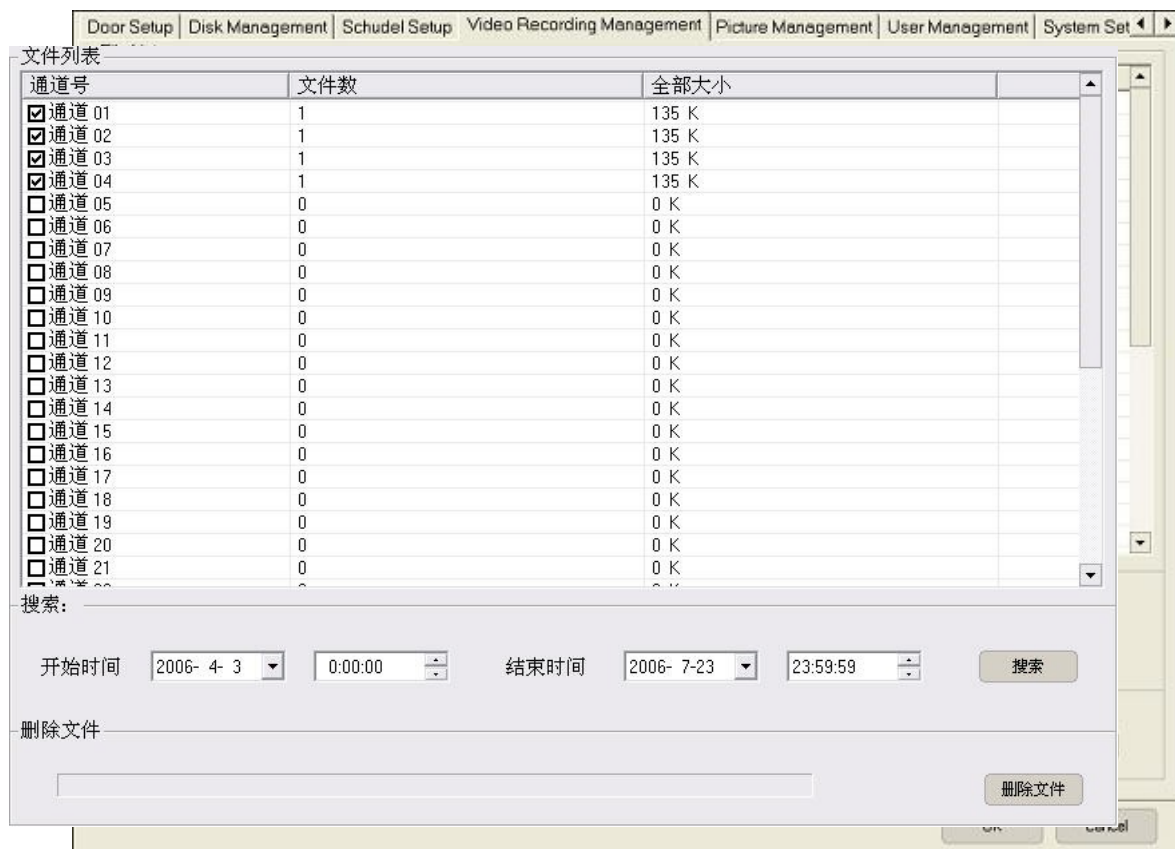 Door Setup Disk Management Schudel Setup Video Recording Management Picture Management User Management System Set
文件列表
通道号 文件数 全部大小
通道 01 1 135 K
通道 02 1 135 K
通道 03 1 135 K
通道 04 1 135 K
通道 05 0 0 K
通道 06 0 0 K
通道 07 0 0 K
通道 08 0 0 K
通道 09 0 0 K
通道 10 0 0 K
通道 11 0 0 K
通道 12 0 0 K
通道 13 0 0 K
通道 14 0 0 K
通道 15 0 0 K
通道 16 0 0 K
通道 17 0 0 K
通道 18 0 0 K
通道 19 0 0 K
通道 20 0 0 K
通道 21 0 0 K
搜索：
开始时间 2006- 4- 3 0:00:00 结束时间 2006- 7-23 23:59:59 搜索
删除文件
删除文件
OK Cancel